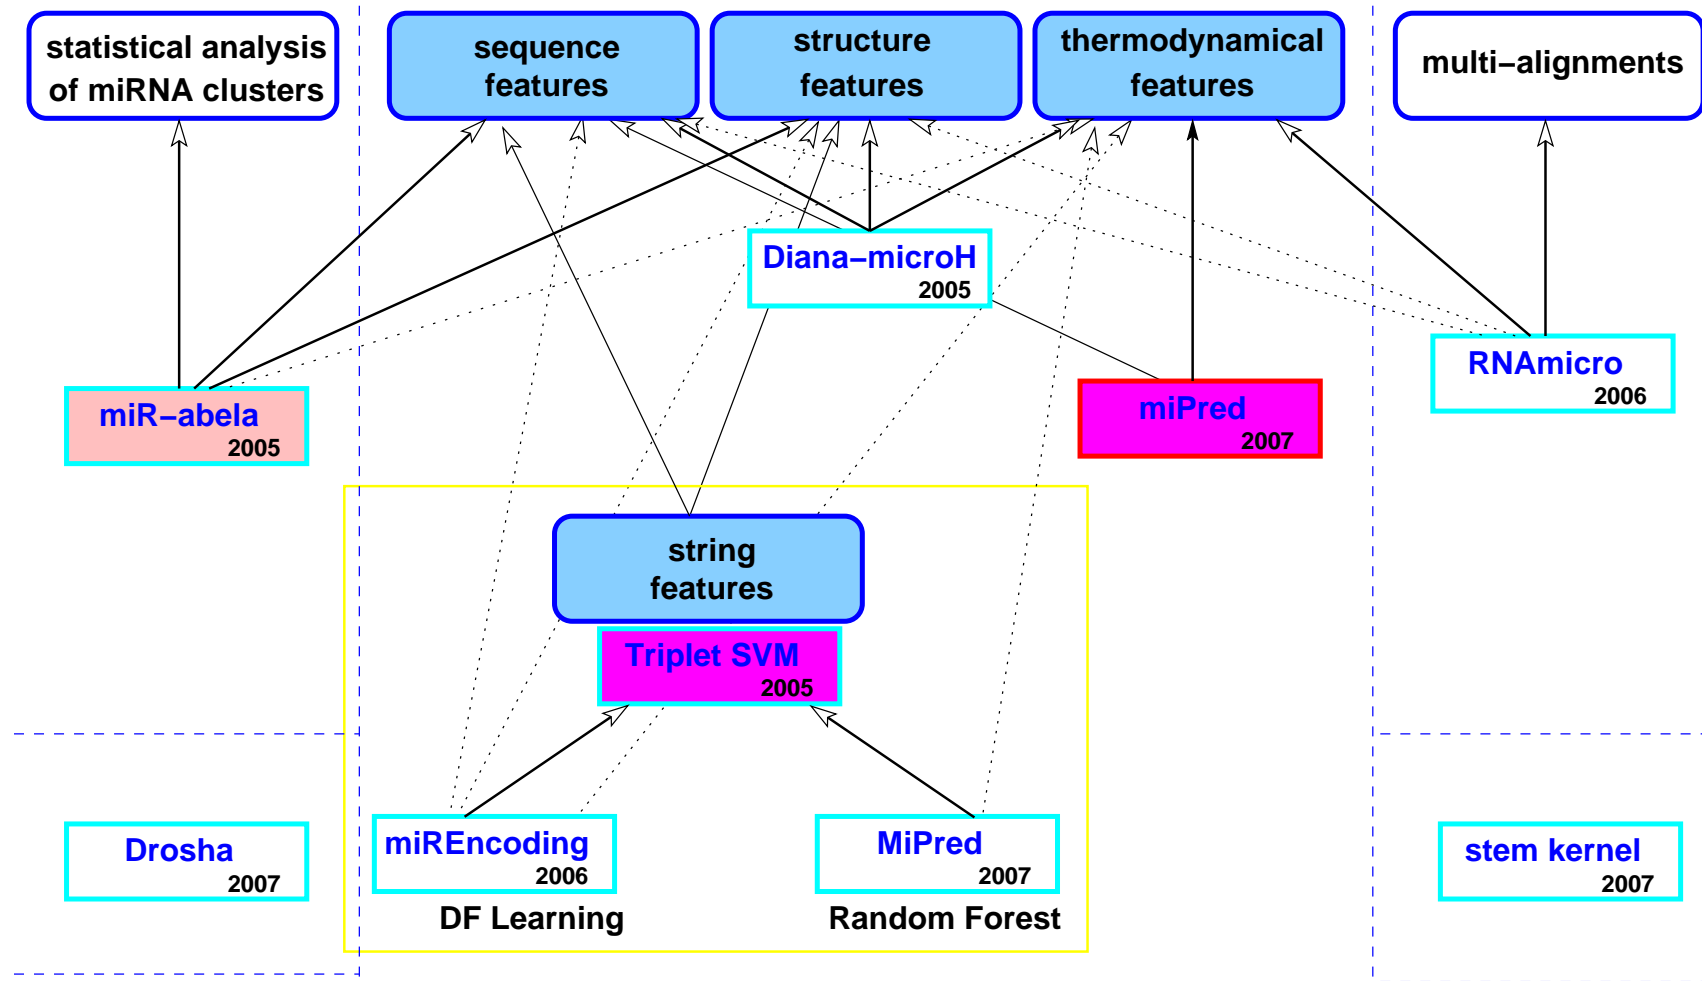 statistical analysis
of miRNA clusters
sequence
features
structure
features
thermodynamical
features
multi−alignments
Diana−microH
2005
RNAmicro
2006
miR−abela
2005
miPred
2007
string
features
Triplet SVM
2005
Drosha
2007
miREncoding
2006
DF Learning
MiPred
2007
Random Forest
stem kernel
2007